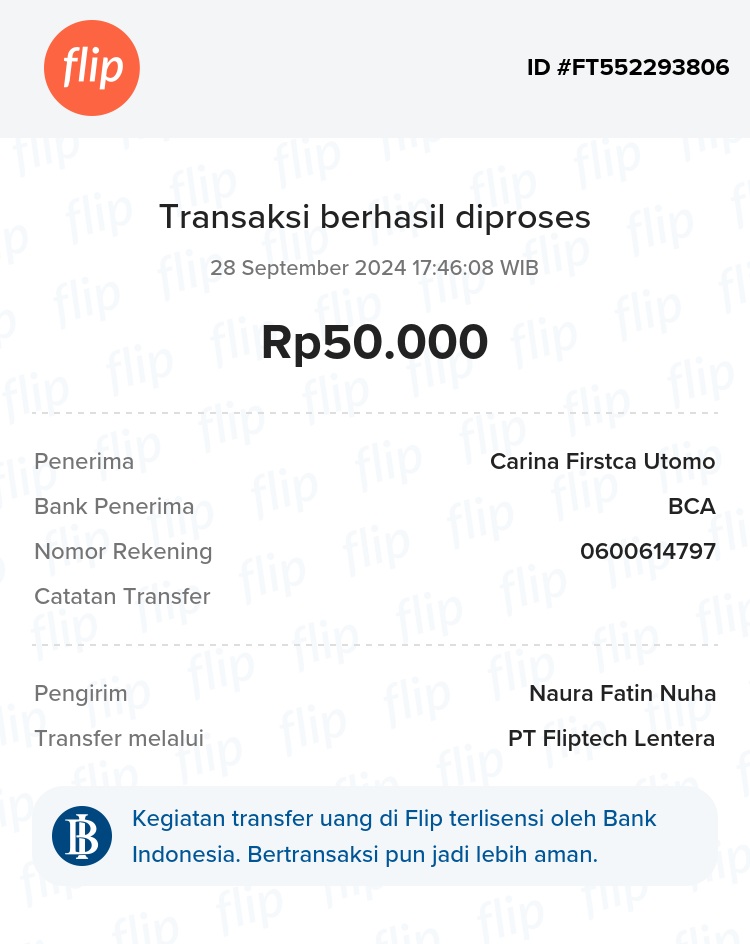 flip
ID #FT552293806
Transaksi berhasil diproses
28 September 2024 17:46:08 WIB
Rp50.000
Penerima Carina Firstca Utomo
Bank Penerima BCA
Nomor Rekening 0600614797
Catatan Transfer
Pengirim Naura Fatin Nuha
Transfer melalui PT Fliptech Lentera
Kegiatan transfer uang di Flip terlisensi oleh Bank
Indonesia. Bertransaksi pun jadi lebih aman.